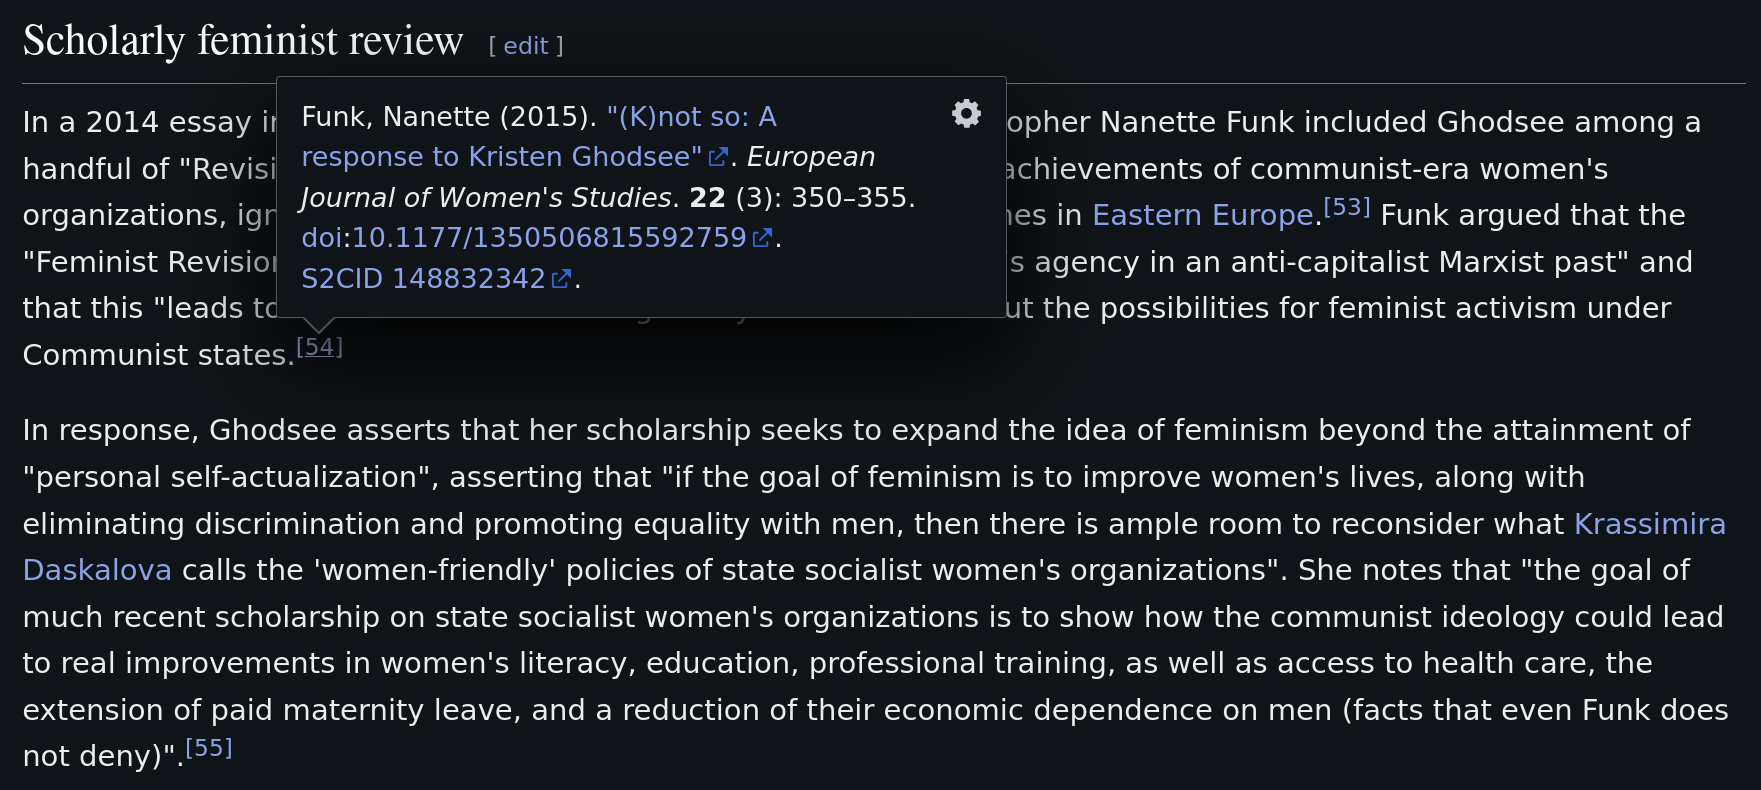 Scholarly feminist review [ edit ]
Funk, Nanette (2015). "(K)not so: A
response to Kristen Ghodsee". European
Journal of Women's Studies. 22 (3): 350–355.
doi:10.1177/1350506815592759.
S2CID 148832342.
In a 2014 essay opher Nanette Funk included Ghodsee among a
handful of "Revisi achievements of communist-era women's
organizations, ign es in Eastern Europe.[53] Funk argued that the
"Feminist Revision s agency in an anti-capitalist Marxist past" and
that this "leads to ut the possibilities for feminist activism under
Communist states.[54]
In response, Ghodsee asserts that her scholarship seeks to expand the idea of feminism beyond the attainment of
"personal self-actualization", asserting that "if the goal of feminism is to improve women's lives, along with
eliminating discrimination and promoting equality with men, then there is ample room to reconsider what Krassimira
Daskalova calls the 'women-friendly' policies of state socialist women's organizations". She notes that "the goal of
much recent scholarship on state socialist women's organizations is to show how the communist ideology could lead
to real improvements in women's literacy, education, professional training, as well as access to health care, the
extension of paid maternity leave, and a reduction of their economic dependence on men (facts that even Funk does
not deny)".[55]